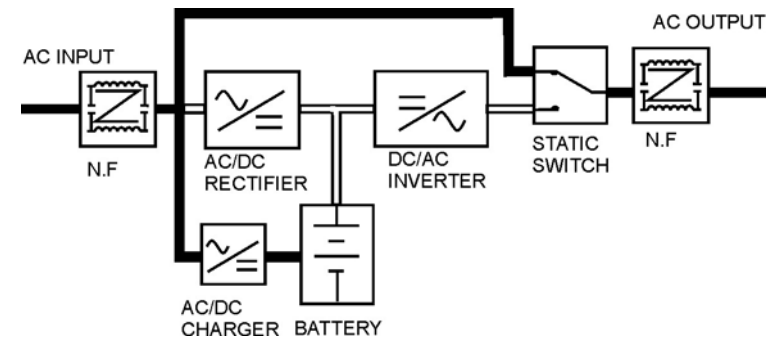 AC INPUT
AC OUTPUT
N.F
AC/DC
RECTIFIER
DC/AC
INVERTER
STATIC
SWITCH
N.F
AC/DC
CHARGER
BATTERY